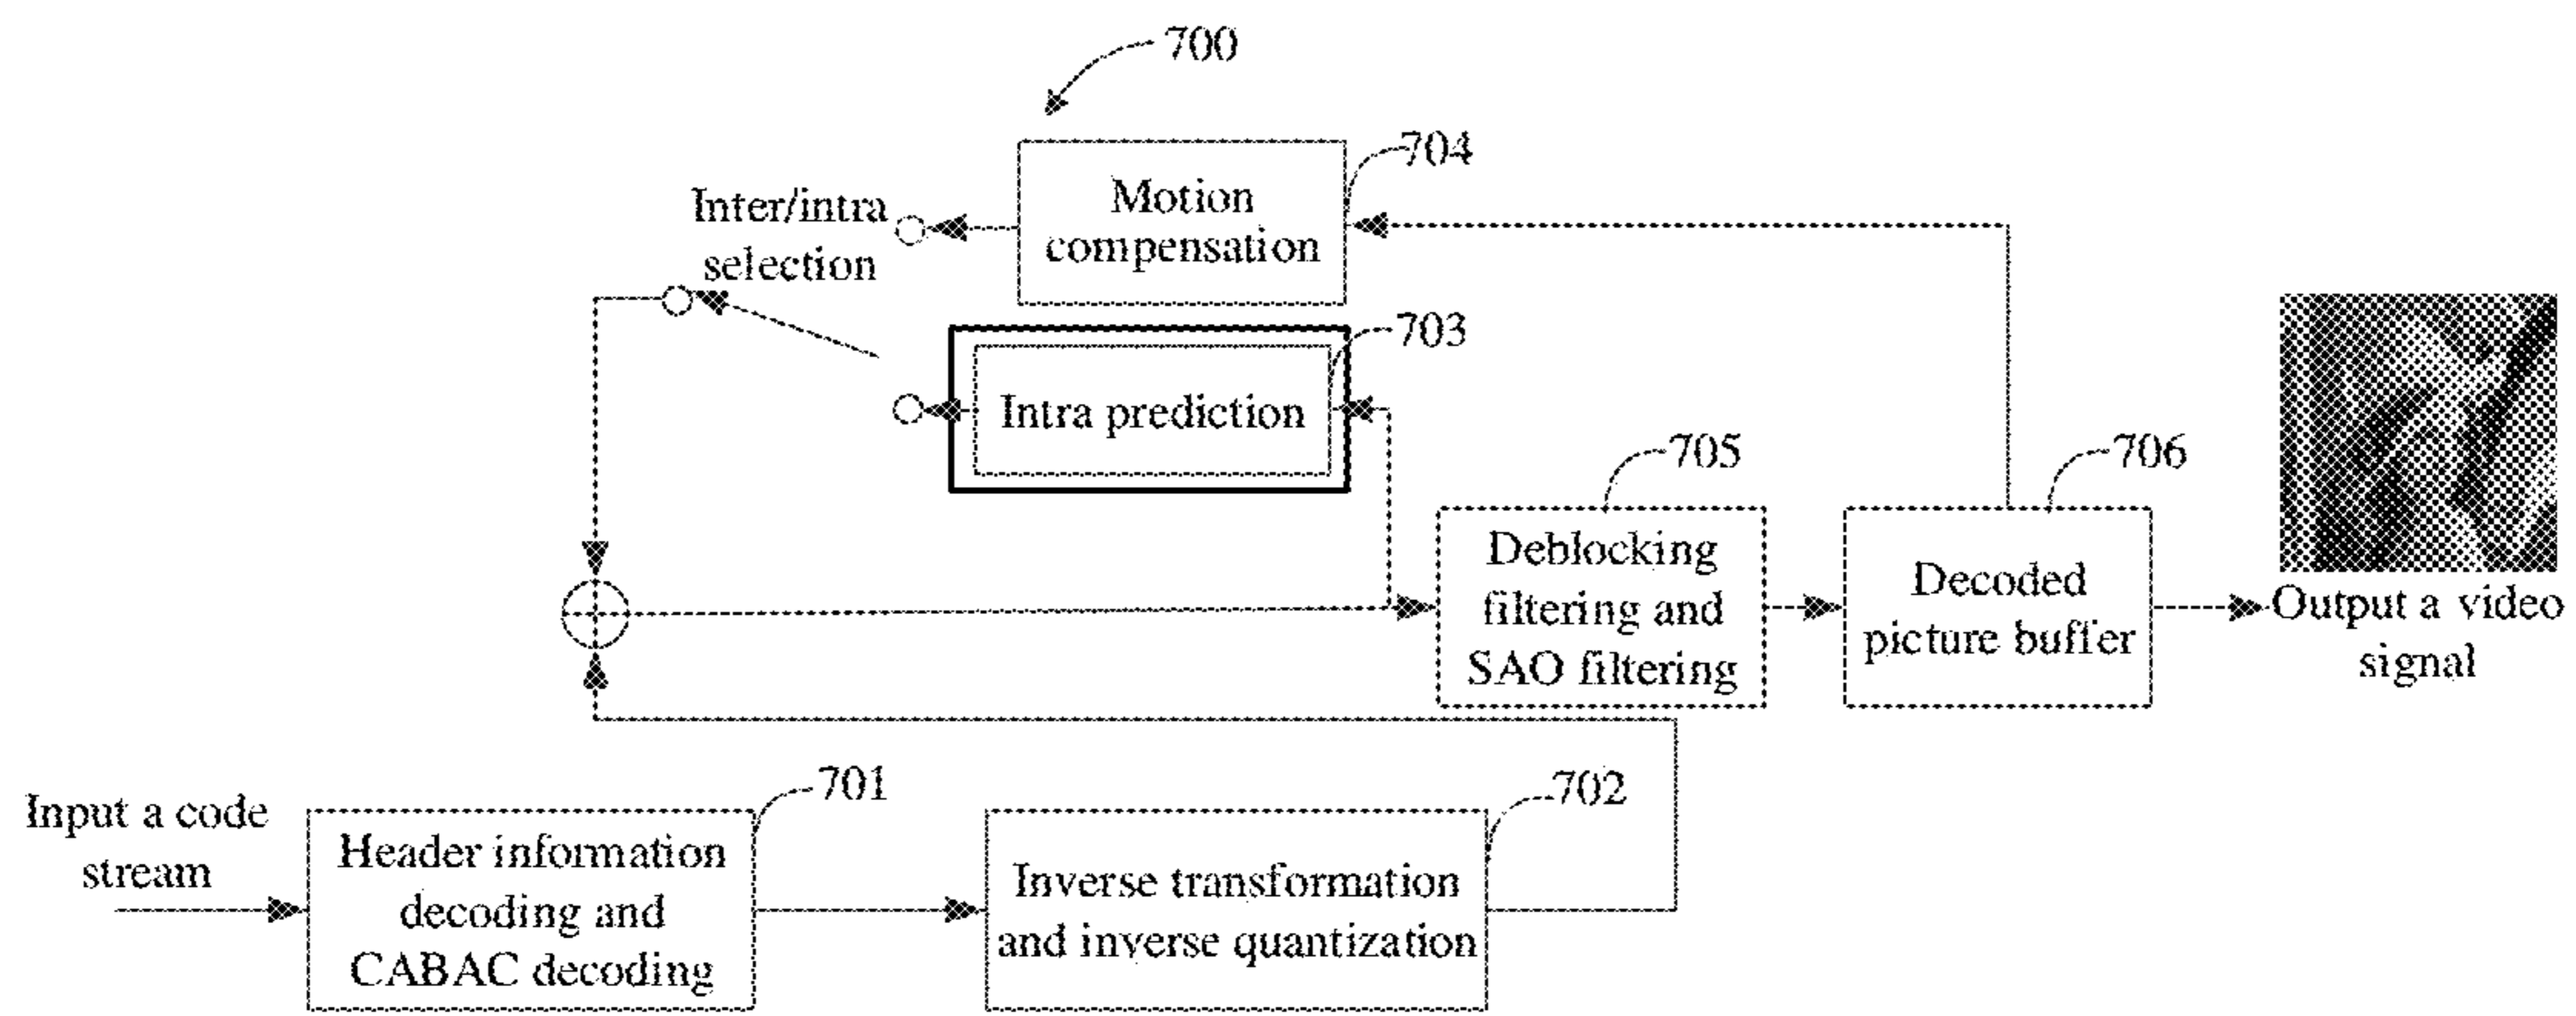 700
704
Motion
compensation
Inter/intra
selection
703
Intra prediction
705
706
Deblocking
filtering and
SAO filtering
Decoded
picture buffer
Output a video
signal
701
702
Input a code
stream
Header information
decoding and
CABAC decoding
Inverse transformation
and inverse quantization